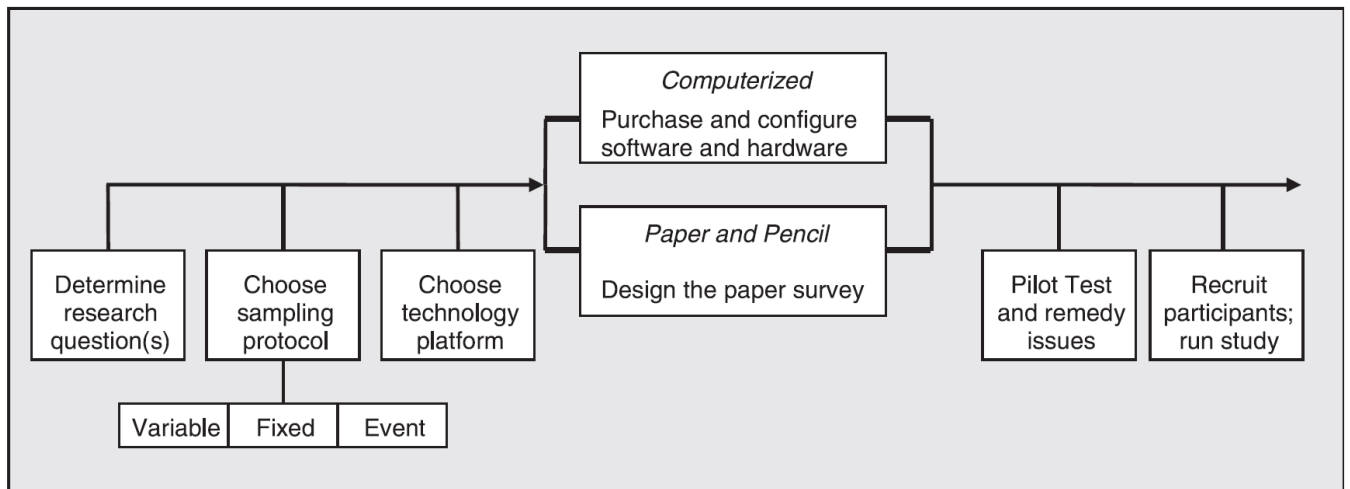 Computerized
Purchase and configure
software and hardware
Paper and Pencil
Design the paper survey
Determine
research
question(s)
Choose
sampling
protocol
Choose
technology
platform
Pilot Test
and remedy
issues
Recruit
participants;
run study
Variable
Fixed
Event